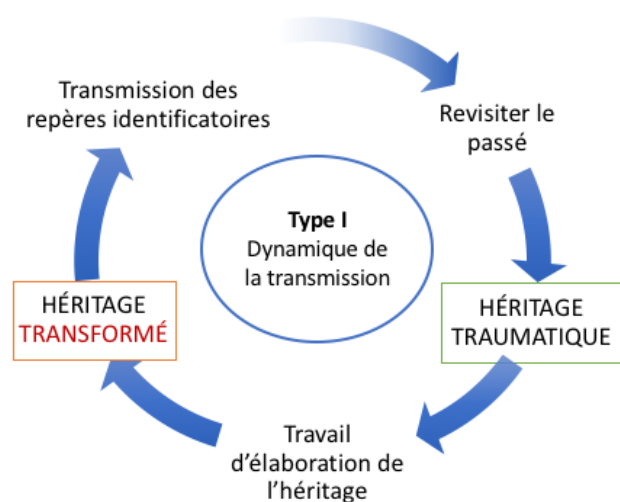 Transmission des
repères identificatoires
Revisiter le
passé
Type I
Dynamique de
la transmission
HÉRITAGE
TRANSFORMÉ
HÉRITAGE
TRAUMATIQUE
Travail
d’élaboration de
l’héritage